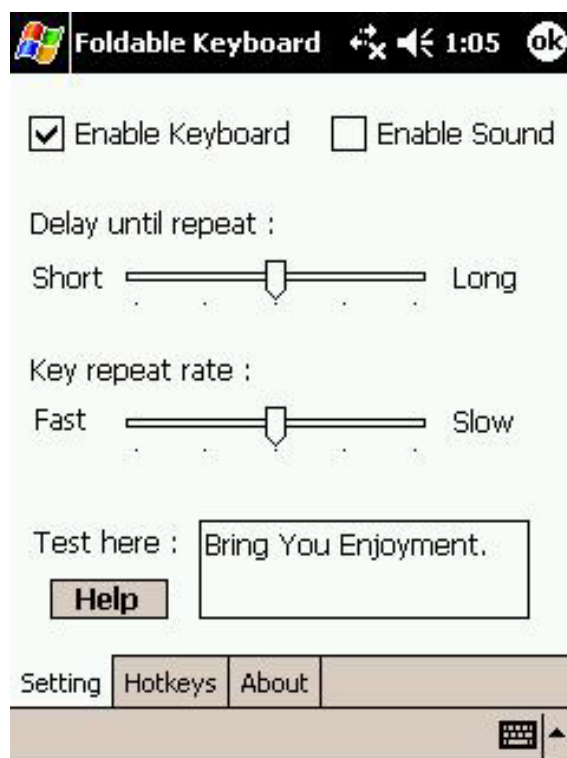 Foldable Keyboard 1:05 ok
Enable Keyboard Enable Sound
Delay until repeat :
Short Long
Key repeat rate :
Fast Slow
Test here : Bring You Enjoyment.
Help
Setting Hotkeys About